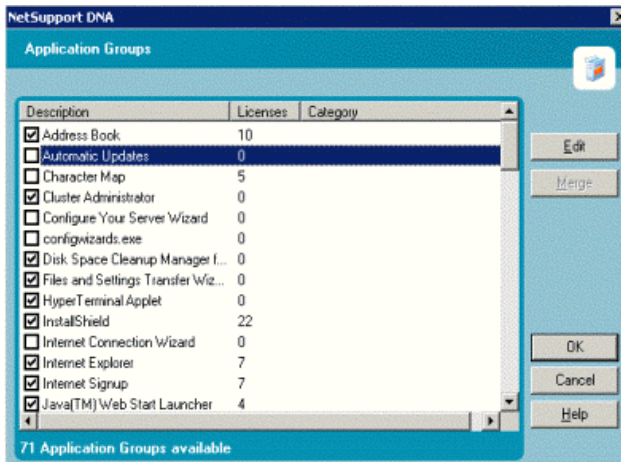 NetSupport DNA
Application Groups
Description Licenses Category
Address Book 10
Automatic Updates 0
Character Map 5
Cluster Administrator 0
Configure Your Server Wizard 0
configwizards.exe 0
Disk Space Cleanup Manager f... 0
Files and Settings Transfer Wiz... 0
HyperTerminal Applet 0
InstallShield 22
Internet Connection Wizard 0
Internet Explorer 7
Internet Signup 7
Java(TM) Web Start Launcher 4
71 Application Groups available
Edit
Merge
OK
Cancel
Help